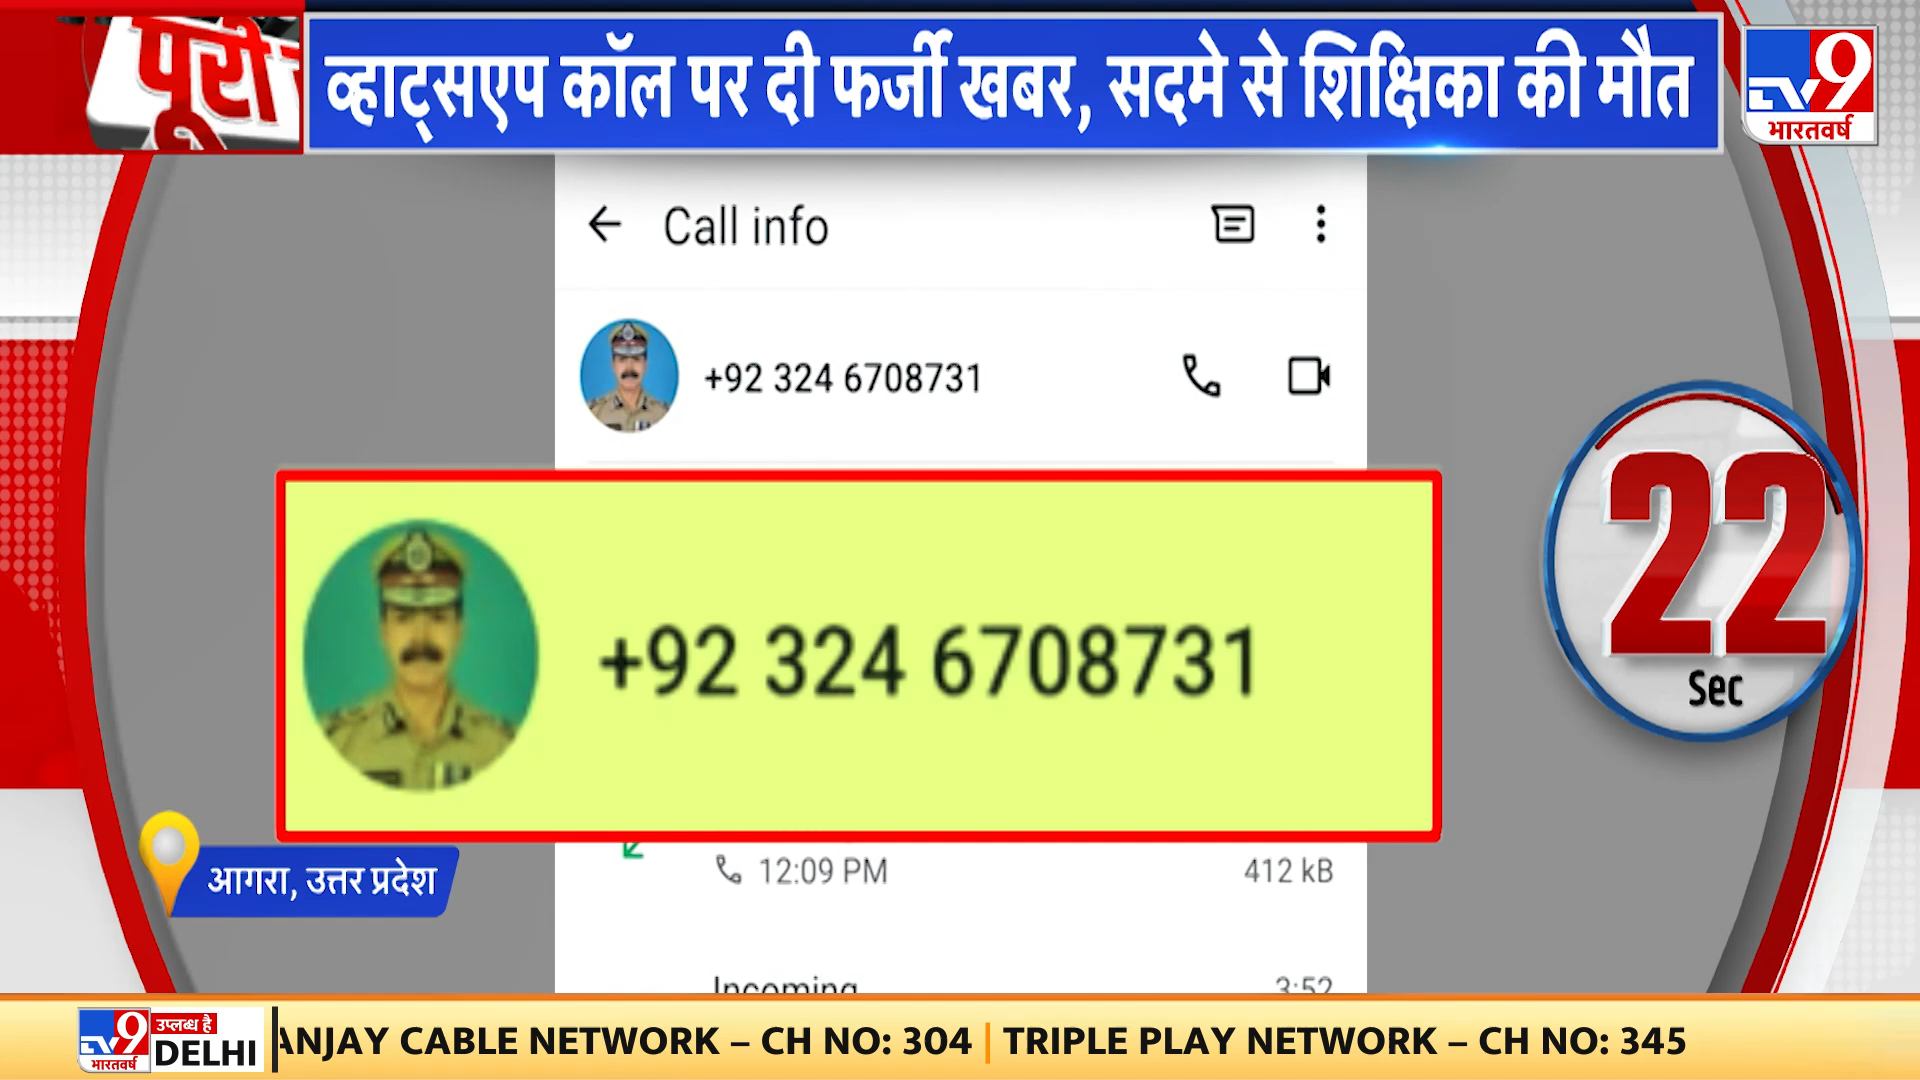 पूरी
व्हाट्सएप कॉल पर दी फर्जी खबर, सदमे से शिक्षिका की मौत
TV9
भारतवर्ष
Call info
+92 324 6708731
+92 324 6708731
22
Sec
आगरा, उत्तर प्रदेश
12:09 PM 412 kB
Incoming 3:52
TV9 भारतवर्ष उपलब्ध है DELHI
ANJAY CABLE NETWORK – CH NO: 304 | TRIPLE PLAY NETWORK – CH NO: 345